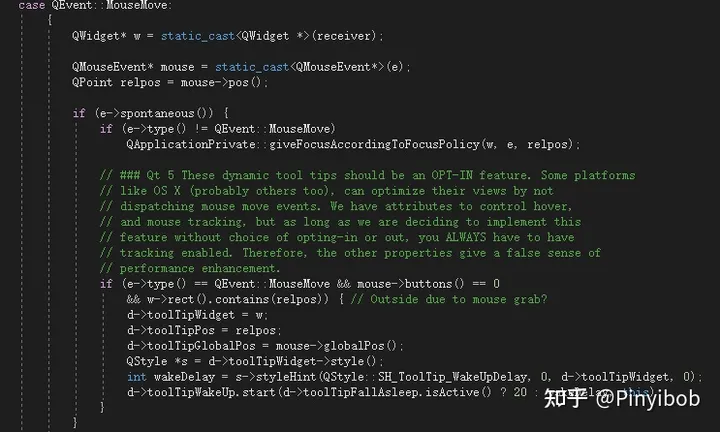 case QEvent::MouseMove:
{
QWidget* w = static_cast<QWidget *>(receiver);
QMouseEvent* mouse = static_cast<QMouseEvent*>(e);
QPoint relpos = mouse->pos();
if (e->spontaneous()) {
if (e->type() != QEvent::MouseMove)
QApplicationPrivate::giveFocusAccordingToFocusPolicy(w, e, relpos);
// ### Qt 5 These dynamic tool tips should be an OPT-IN feature. Some platforms
// like OS X (probably others too), can optimize their views by not
// dispatching mouse move events. We have attributes to control hover,
// and mouse tracking, but as long as we are deciding to implement this
// feature without choice of opting-in or out, you ALWAYS have to have
// tracking enabled. Therefore, the other properties give a false sense of
// performance enhancement.
if (e->type() == QEvent::MouseMove && mouse->buttons() == 0
&& w->rect().contains(relpos)) { // Outside due to mouse grab?
d->toolTipWidget = w;
d->toolTipPos = relpos;
d->toolTipGlobalPos = mouse->globalPos();
QStyle *s = d->toolTipWidget->style();
int wakeDelay = s->styleHint(QStyle::SH_ToolTip_WakeUpDelay, 0, d->toolTipWidget, 0);
d->toolTipWakeUp.start(d->toolTipFallAsleep.isActive() ? 20 :
}
}
知乎 @Pinyibob